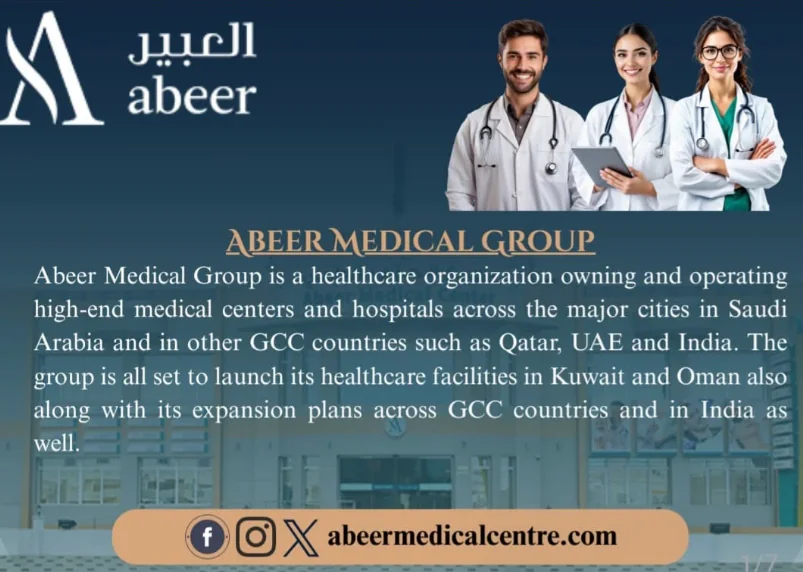 العبير
abeer
ABEER MEDICAL GROUP
Abeer Medical Group is a healthcare organization owning and operating
high-end medical centers and hospitals across the major cities in Saudi
Arabia and in other GCC countries such as Qatar, UAE and India. The
group is all set to launch its healthcare facilities in Kuwait and Oman also
along with its expansion plans across GCC countries and in India as
well.
abeermedicalcentre.com
1/7